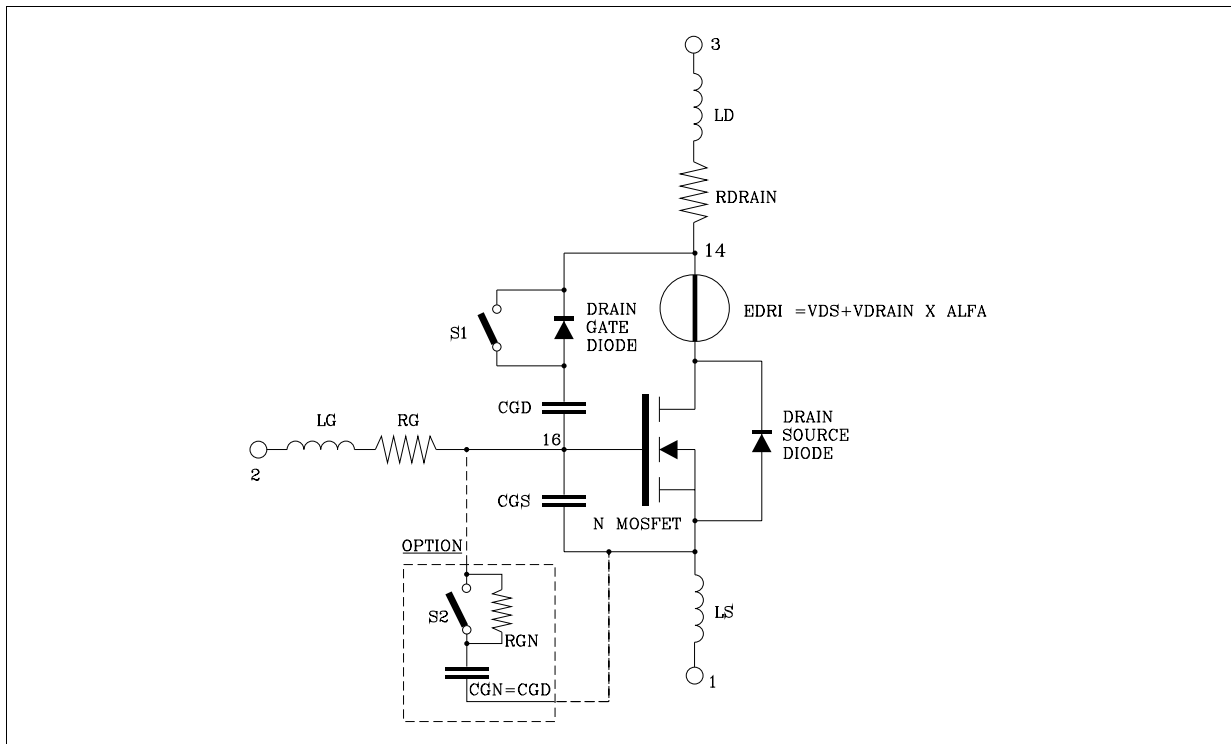 3
LD
RDRAIN
14
EDRI =VDS+VDRAIN X ALFA
DRAIN
GATE
DIODE
S1
CGD
LG
RG
16
2
DRAIN
SOURCE
DIODE
CGS
N MOSFET
OPTION
S2
RGN
CGN=CGD
LS
1